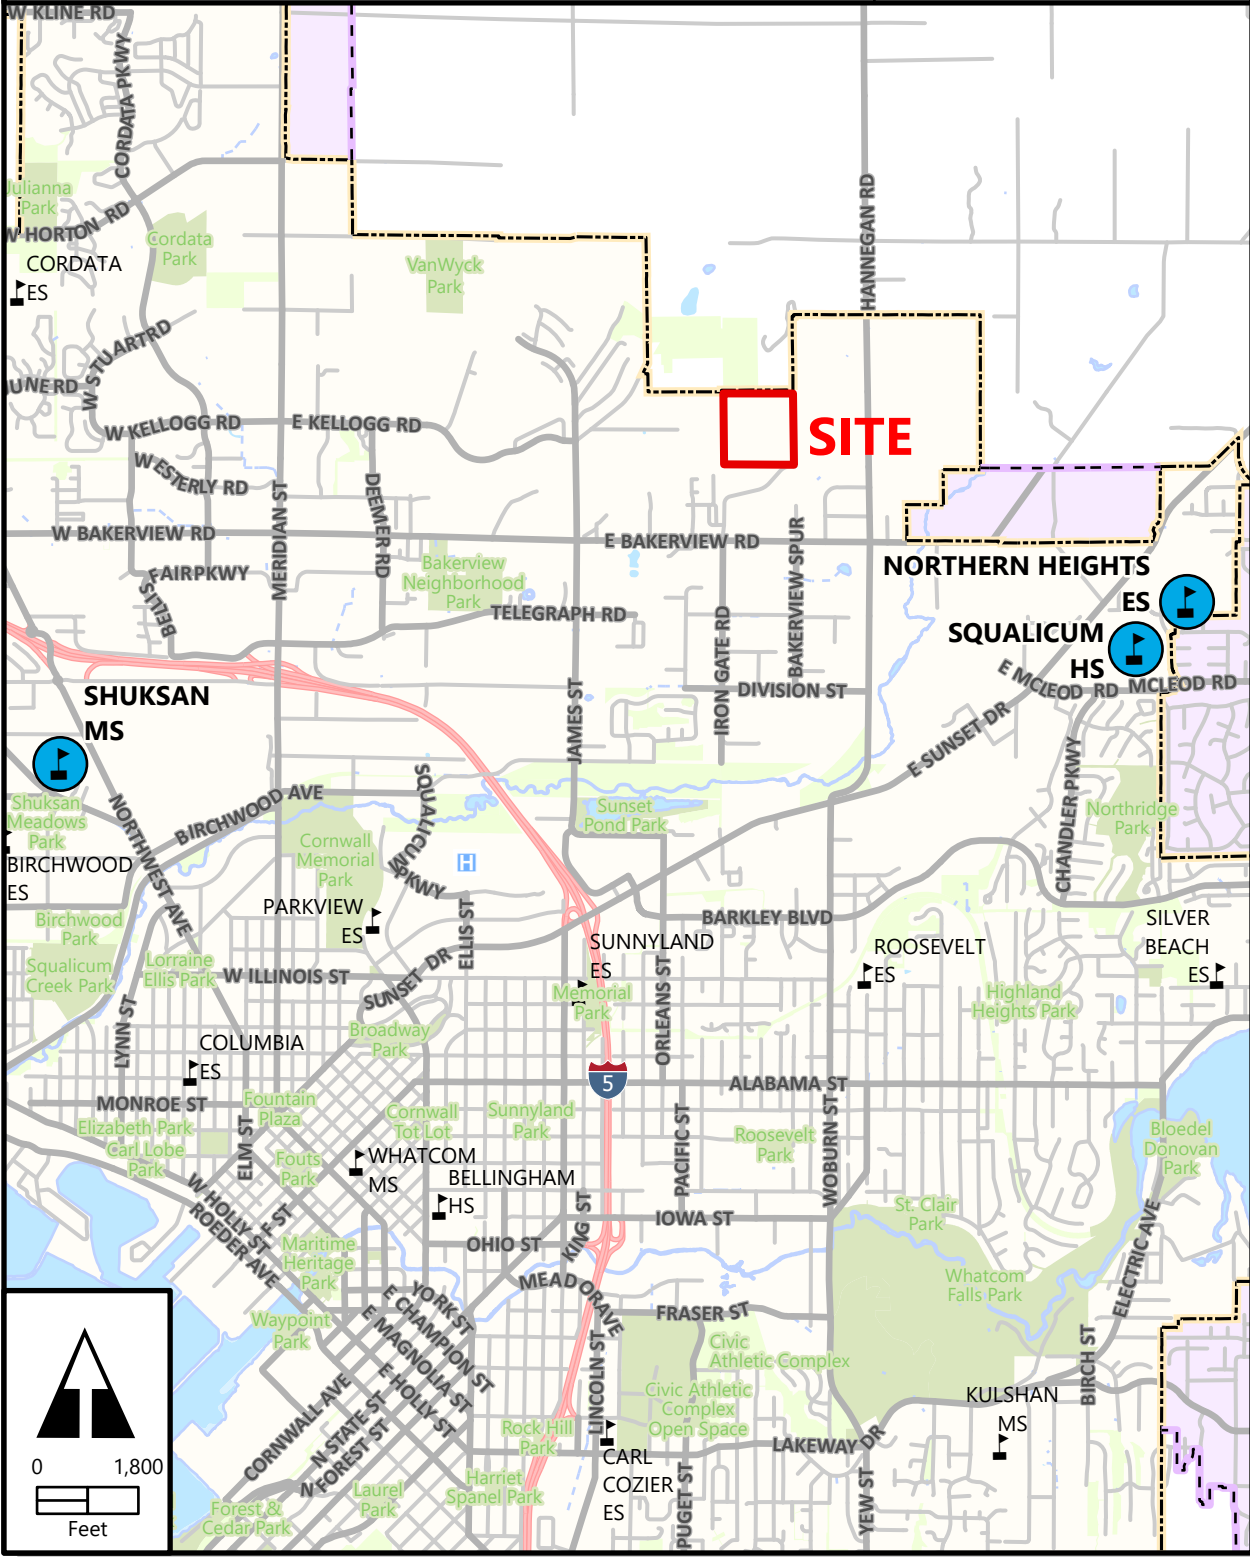 W KLINE RD
CORDATA PKWY
Julianna
Park
W HORTON RD
Cordata
Park
CORDATA
ES
VanWyck
Park
HANNEGAN RD
W STUART RD
JUNE RD
W KELLOGG RD
E KELLOGG RD
SITE
WESTERLY RD
DEEMER RD
MERIDIAN ST
W BAKERVIEW RD
E BAKERVIEW RD
BAKERVIEW SPUR
FAIR PKWY
BELLIS
Bakerview
Neighborhood
Park
TELEGRAPH RD
IRON GATE RD
NORTHERN HEIGHTS
ES
SQUALICUM
HS
E MCLEOD RD
MCLEOD RD
DIVISION ST
JAMES ST
E SUNSET DR
SHUKSAN
MS
Shuksan
Meadows
Park
BIRCHWOOD
ES
NORTHWEST AVE
BIRCHWOOD AVE
SQUALICUM PKWY
Cornwall
Memorial
Park
H
Sunset
Pond Park
CHANDLER PKWY
Northridge
Park
PARKVIEW
ES
ELLIS ST
BARKLEY BLVD
Birchwood
Park
Squalicum
Creek Park
Lorraine
Ellis Park
W ILLINOIS ST
SUNSET DR
SUNNYLAND
ES
Memorial
Park
ORLEANS ST
ROOSEVELT
ES
SILVER
BEACH
ES
Highland
Heights Park
LYNN ST
Broadway
Park
COLUMBIA
ES
5
ALABAMA ST
MONROE ST
Fountain
Plaza
Elizabeth Park
Carl Lobe
Park
ELM ST
Cornwall
Tot Lot
Sunnyland
Park
PACIFIC ST
Roosevelt
Park
WOBURN ST
Bloedel
Donovan
Park
Fouts
Park
WHATCOM
MS
BELLINGHAM
HS
W HOLLY ST
ROEDER AVE
F ST
KING ST
IOWA ST
St. Clair
Park
OHIO ST
Maritime
Heritage
Park
MEADOR AVE
Whatcom
Falls Park
ELECTRIC AVE
Waypoint
Park
YORK ST
E CHAMPION ST
E MAGNOLIA ST
E HOLLY ST
FRASER ST
LINCOLN ST
Civic
Athletic Complex
Civic Athletic
Complex
Open Space
BIRCH ST
KULSHAN
MS
CORNWALL AVE
N STATE ST
N FOREST ST
Rock Hill
Park
LAKEWAY DR
CARL
COZIER
ES
PUGET ST
YEW ST
Harriet
Spanel Park
Laurel
Park
Forest &
Cedar Park
0
1,800
Feet